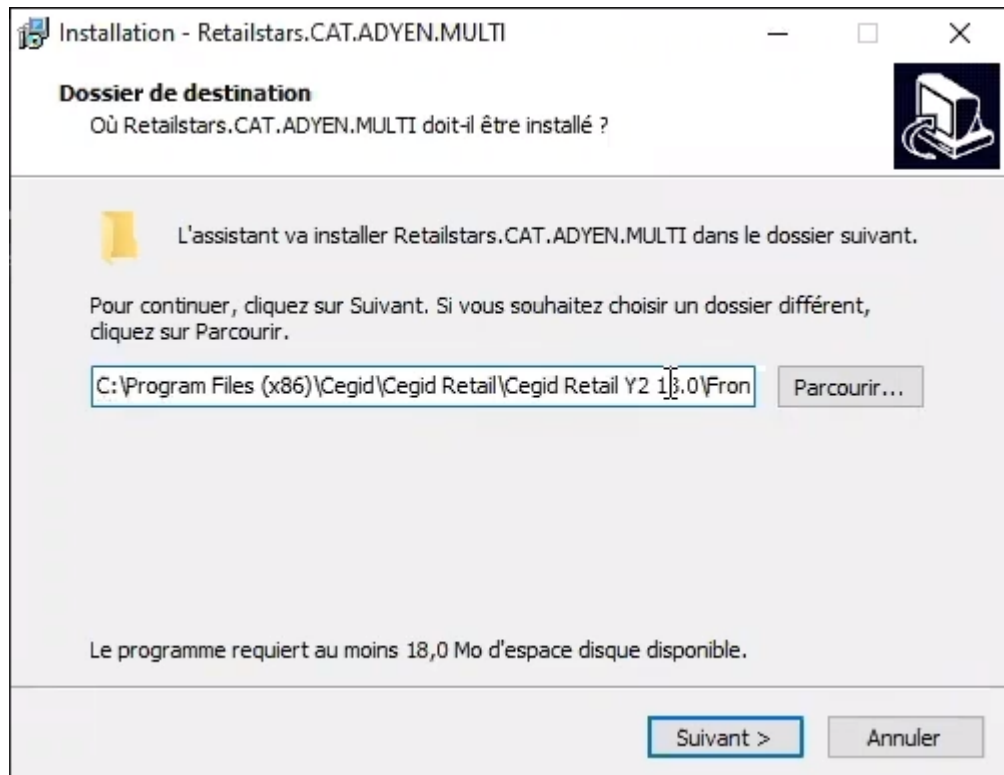 Installation - Retailstars.CAT.ADYEN.MULTI
Dossier de destination
Où Retailstars.CAT.ADYEN.MULTI doit-il être installé ?
L'assistant va installer Retailstars.CAT.ADYEN.MULTI dans le dossier suivant.
Pour continuer, cliquez sur Suivant. Si vous souhaitez choisir un dossier différent,
cliquez sur Parcourir.
C:\Program Files (x86)\Cegid\Cegid Retail\Cegid Retail Y2 13.0\Fron
Parcourir...
Le programme requiert au moins 18,0 Mo d'espace disque disponible.
Suivant >
Annuler